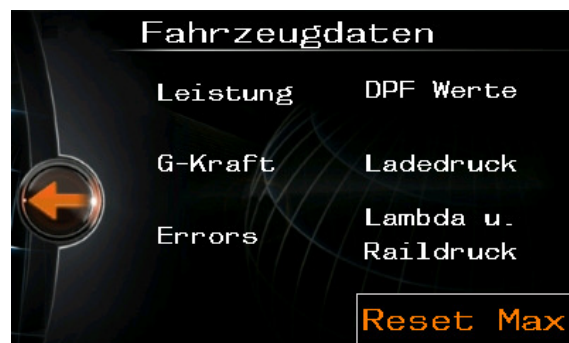 Fahrzeugdaten
Leistung
DPF Werte
G-Kraft
Ladedruck
Errors
Lambda u.
Raildruck
Reset Max